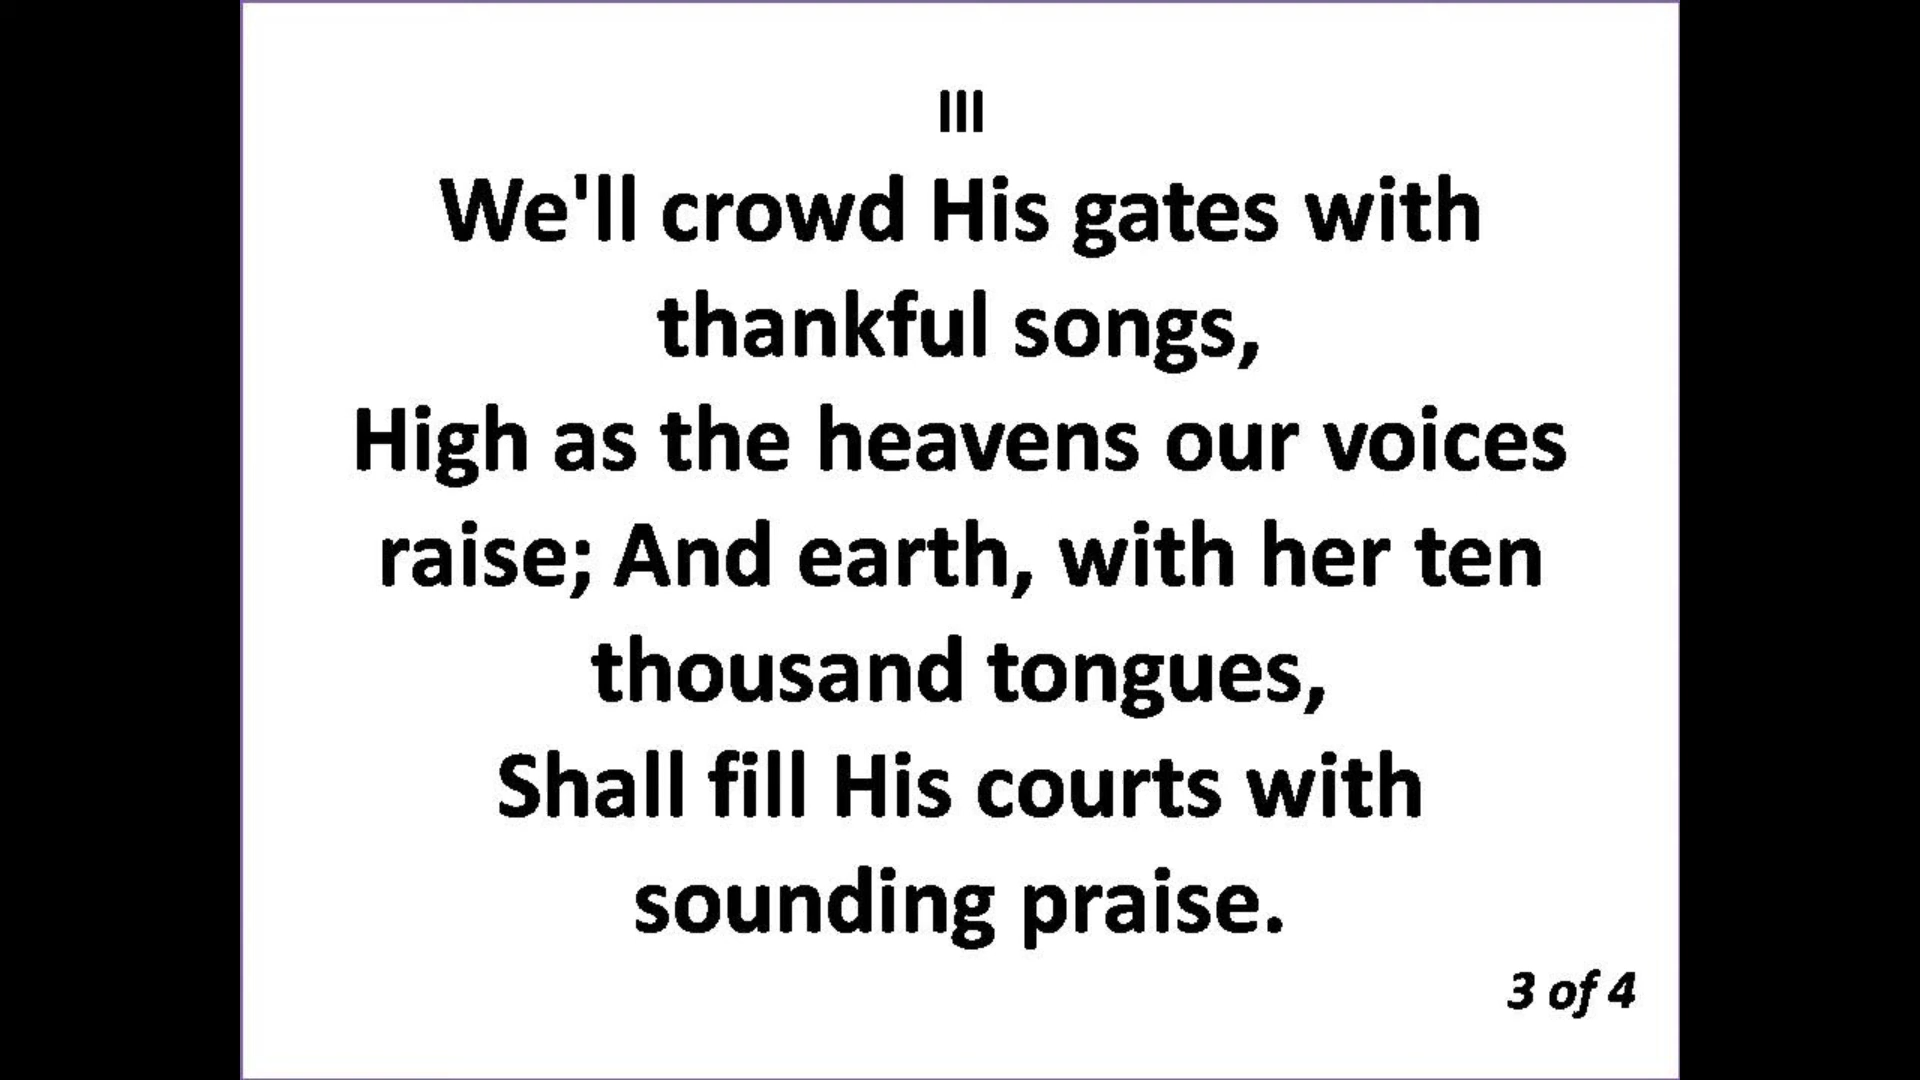 III
We'll crowd His gates with
thankful songs,
High as the heavens our voices
raise; And earth, with her ten
thousand tongues,
Shall fill His courts with
sounding praise.
3 of 4